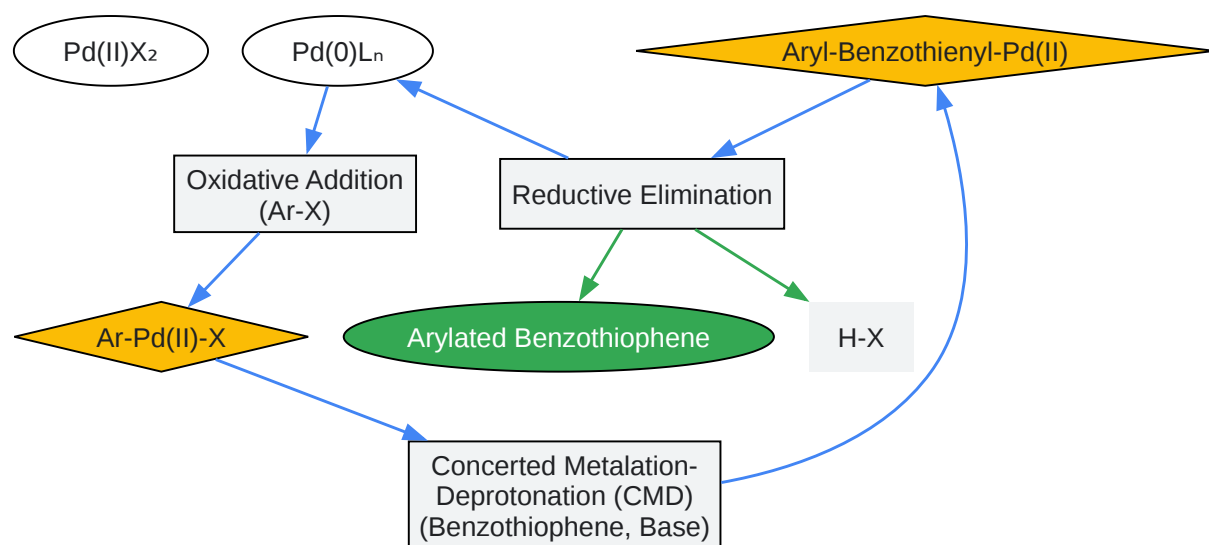 Pd(II)X₂
Pd(0)Lₙ
Aryl-Benzothienyl-Pd(II)
Oxidative Addition
(Ar-X)
Reductive Elimination
Ar-Pd(II)-X
Arylated Benzothiophene
H-X
Concerted Metalation-
Deprotonation (CMD)
(Benzothiophene, Base)